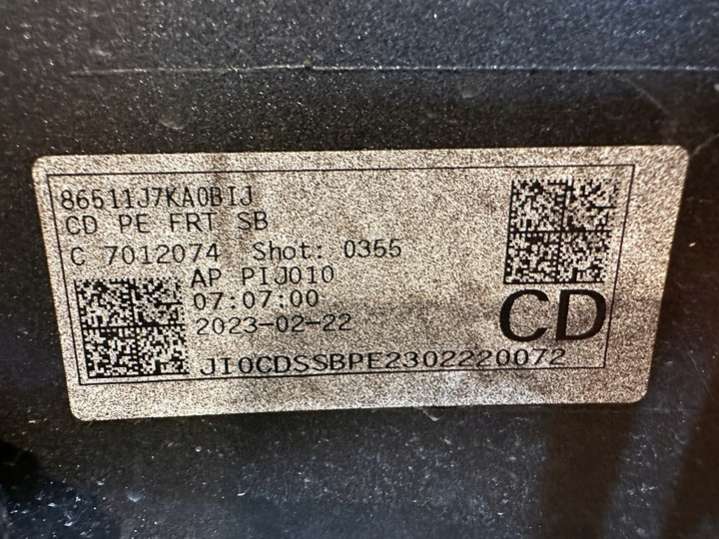 86511J7KA0BIJ
CD PE FRT SB
C 7012074 Shot: 0355
AP PIJ010
07:07:00
2023-02-22
CD
JI0CDSSBPE2302220072